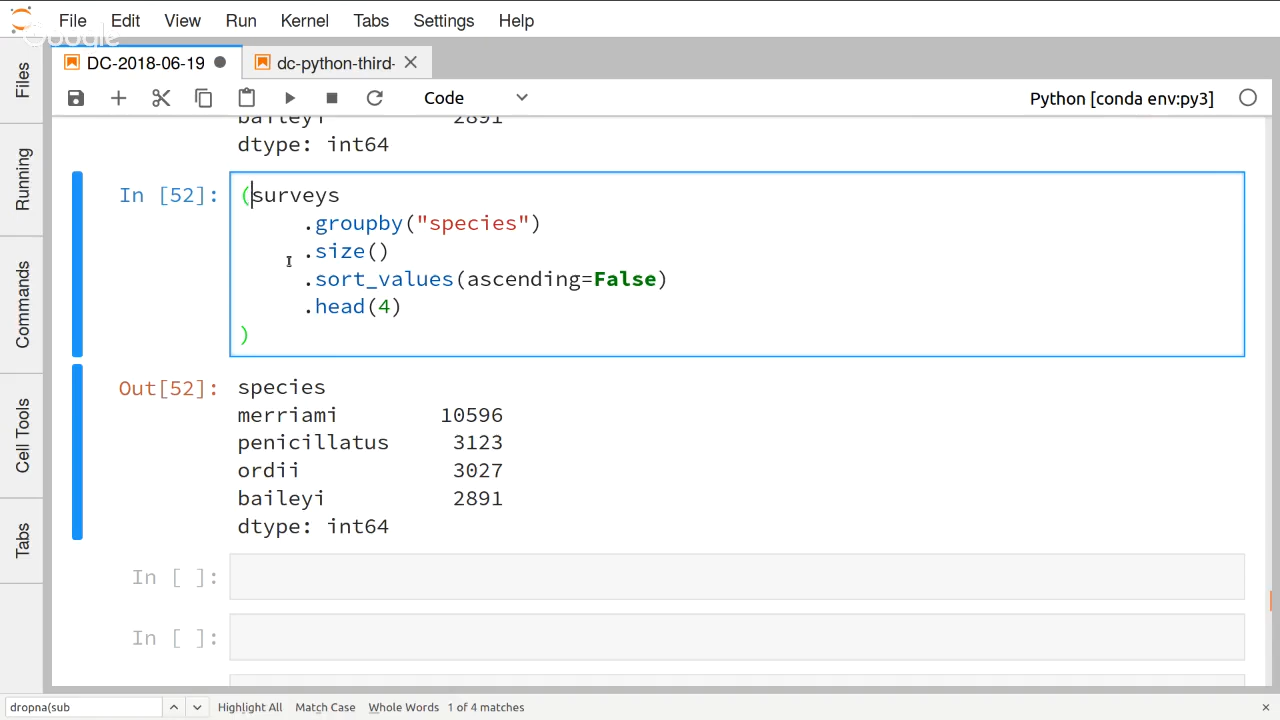 File Edit View Run Kernel Tabs Settings Help
Google
DC-2018-06-19 dc-python-third-
Code Python [conda env:py3]
Files
Running
Commands
Cell Tools
Tabs
baileyi 2891
dtype: int64
In [52]: (surveys
.groupby("species")
.size()
.sort_values(ascending=False)
.head(4)
)
Out[52]: species
merriami 10596
penicillatus 3123
ordii 3027
baileyi 2891
dtype: int64
In [ ]:
In [ ]:
dropna(sub Highlight All Match Case Whole Words 1 of 4 matches